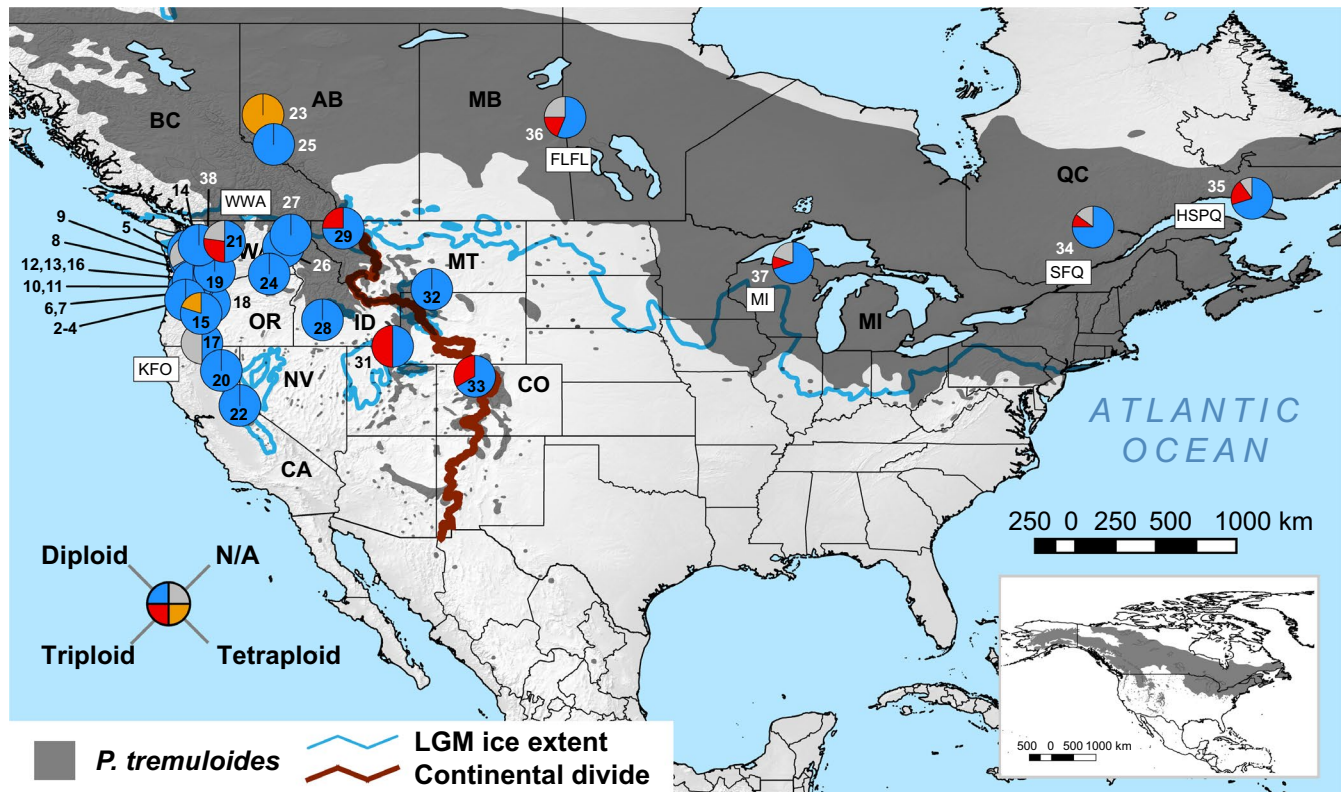 AB
MB
BC
23
25
36
FLFL
QC
35
HSPQ
14
38
WWA
27
9
5
8
21
W
29
34
SFQ
12,13,16
19
24
26
MT
37
MI
MI
10,11
6,7
18
32
2-4
15
OR
28
ID
17
31
KFO
20
NV
33
CO
22
CA
ATLANTIC
OCEAN
250 0 250 500 1000 km
Diploid
N/A
Triploid
Tetraploid
500 0 500 1000 km
P. tremuloides
LGM ice extent
Continental divide